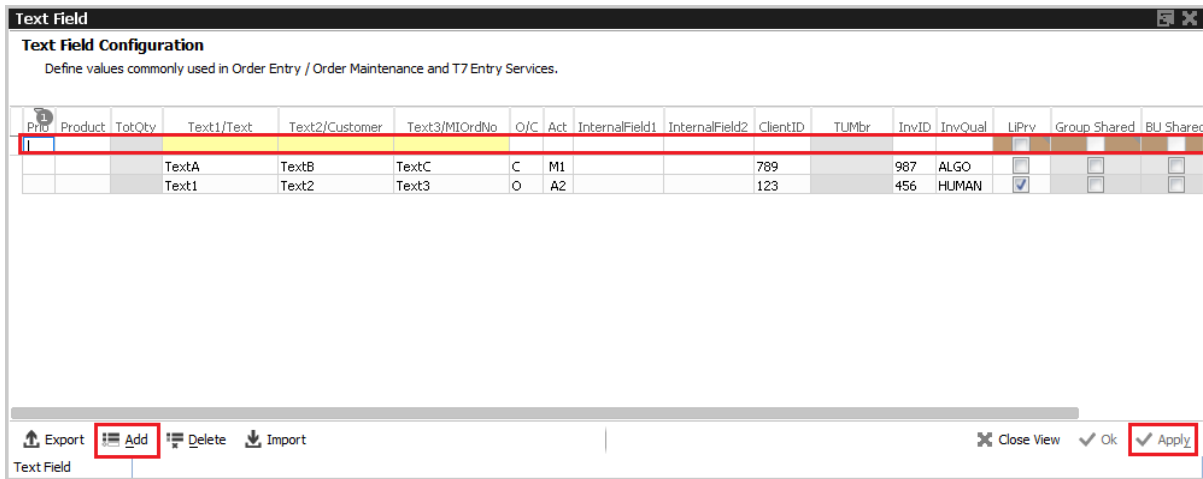 Text Field
Text Field Configuration
Define values commonly used in Order Entry / Order Maintenance and T7 Entry Services.
1
Prio Product TotQty Text1/Text Text2/Customer Text3/MIOrdNo O/C Act InternalField1 InternalField2 ClientID TUMbr InvID InvQual LiPrv Group Shared BU Shared
TextA TextB TextC C M1 789 987 ALGO
Text1 Text2 Text3 O A2 123 456 HUMAN
Export Add Delete Import Close View Ok Apply
Text Field